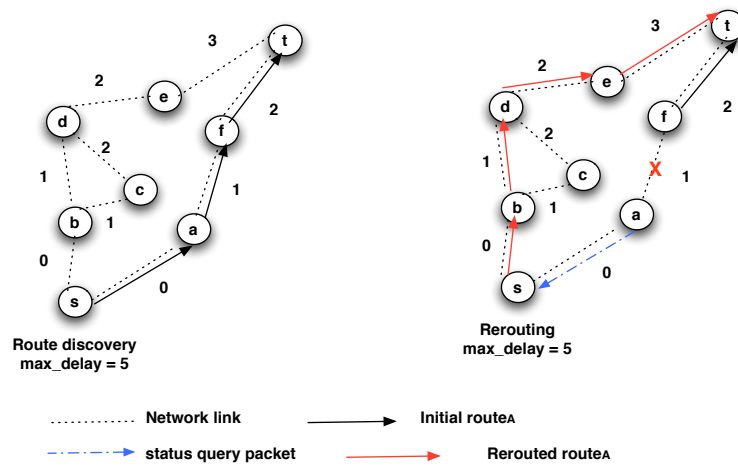 3
t
2
e
2
d
f
2
1
c
1
1
b
a
0
0
s
Route discovery
max_delay = 5
3
t
2
e
2
d
f
2
1
X
1
c
1
b
a
0
0
s
Rerouting
max_delay = 5
Network link
Initial routeA
status query packet
Rerouted routeA